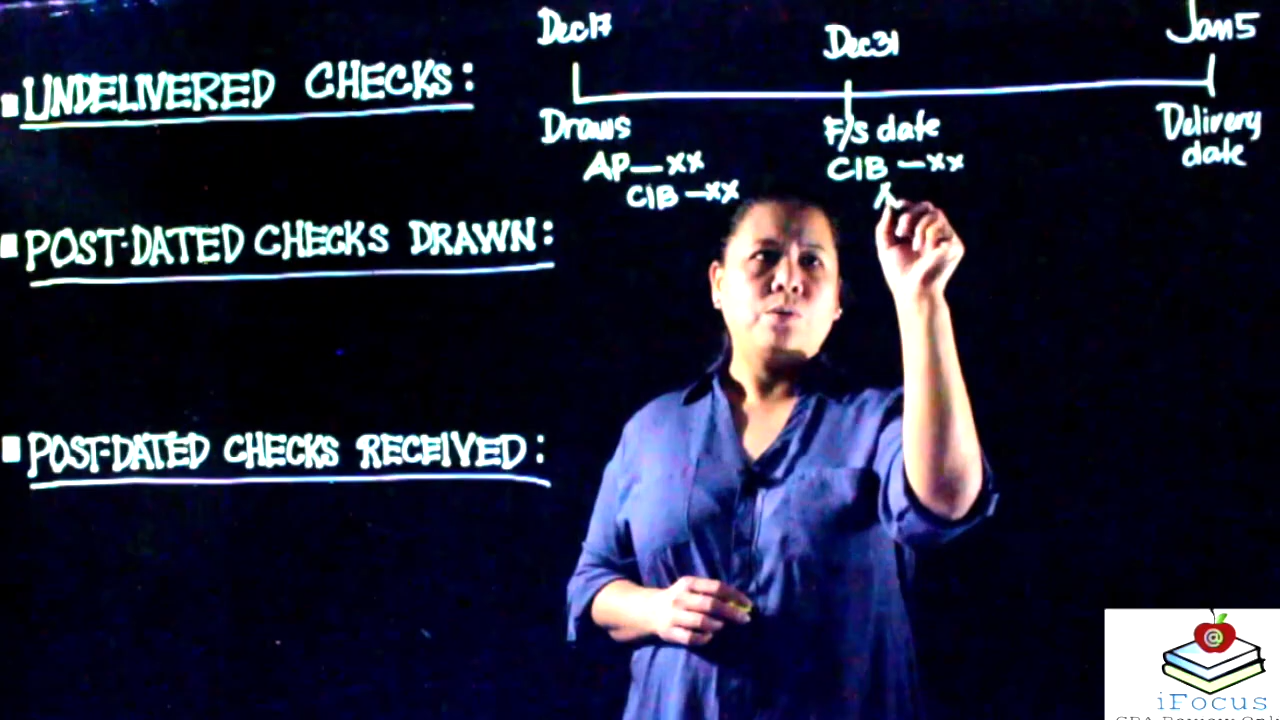 Dec17
Dec31
Jan5
UNDELIVERED CHECKS:
Draws
F/s date
Delivery
date
AP—xx
CIB—xx
CIB—xx
POST-DATED CHECKS DRAWN:
POST-DATED CHECKS RECEIVED:
@
iFocus